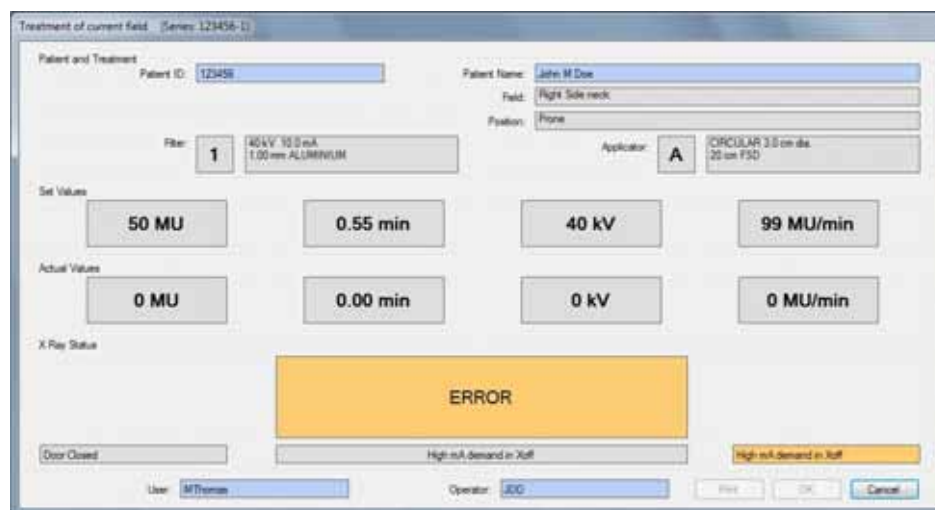 Treatment of current field [Series: 123456-1]
Patient and Treatment
Patient ID: 123456
Patient Name: John M Doe
Field: Right Side neck
Position: Prone
Filter: 1 40 kV 10.0 mA
1.00 mm ALUMINIUM
Applicator: A CIRCULAR 3.0 cm dia.
20 cm FSD
Set Values
50 MU 0.55 min 40 kV 99 MU/min
Actual Values
0 MU 0.00 min 0 kV 0 MU/min
X Ray Status
ERROR
Door Closed High mA demand in Xoff High mA demand in Xoff
User: MThomas Operator: JDD Print OK Cancel